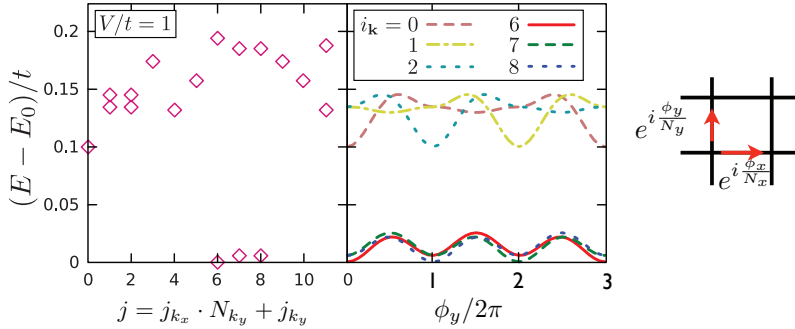 V/t = 1
(E − E₀)/t
0.2
0.15
0.1
0.05
0
0 2 4 6 8 10
j = j_{k_x} · N_{k_y} + j_{k_y}
i_k = 0 6
1 7
2 8
0 1 2 3
ϕ_y/2π
e^{i ϕ_y/N_y}
e^{i ϕ_x/N_x}